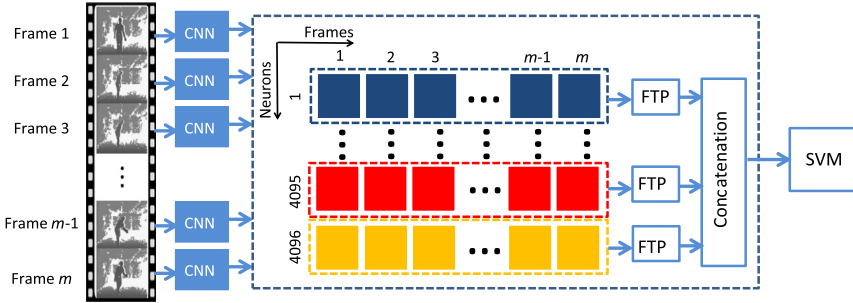 Frame 1
CNN
Frame 2
CNN
Frame 3
CNN
Frame m-1
CNN
Frame m
CNN
Frames
Neurons
1 2 3 m-1 m
1
4095
4096
FTP
FTP
FTP
Concatenation
SVM